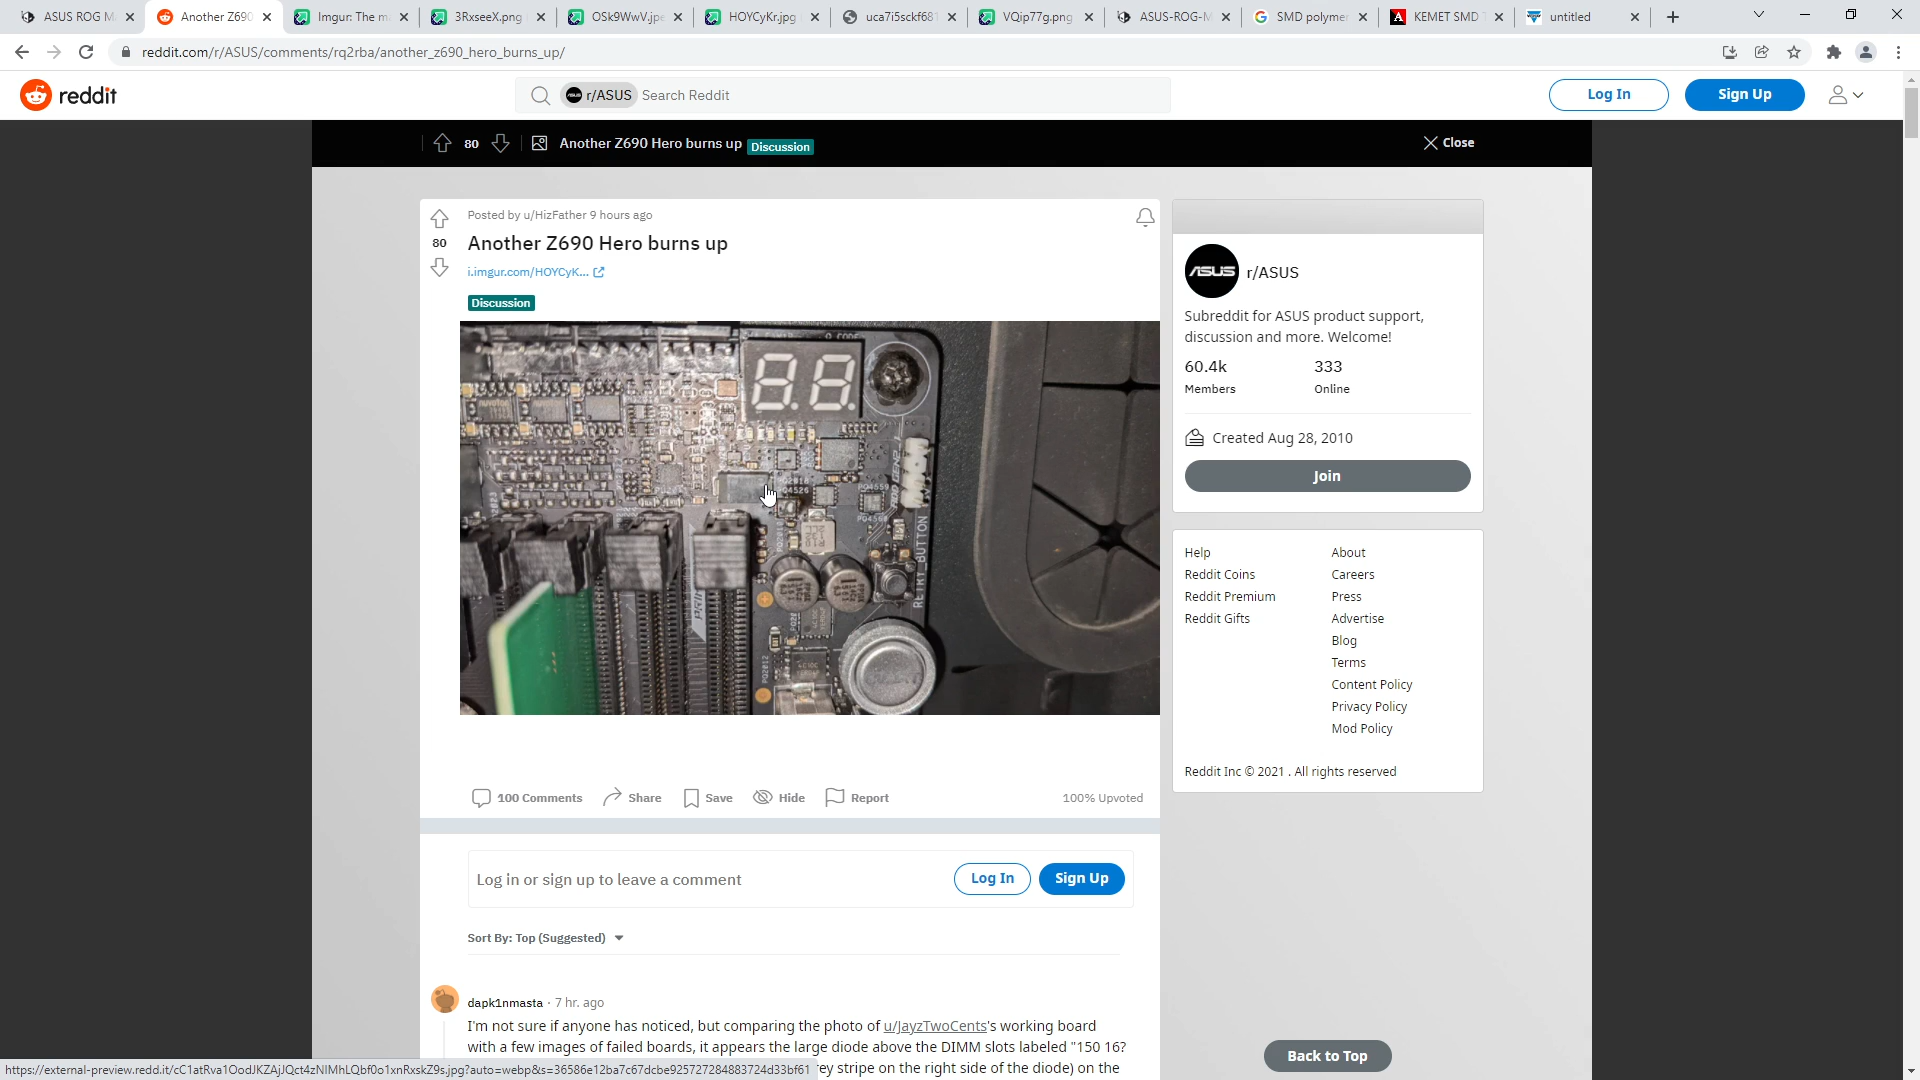 ASUS ROG M
Another Z690
Imgur: The m
3RxseeX.png
OSk9WwV.jpe
HOYCyKr.jpg
uca7i5sckf681
VQip77g.png
ASUS-ROG-M
SMD polymer
KEMET SMD T
untitled
reddit.com/r/ASUS/comments/rq2rba/another_z690_hero_burns_up/
reddit
r/ASUS Search Reddit
Log In
Sign Up
80
Another Z690 Hero burns up
Discussion
Close
Posted by u/HizFather 9 hours ago
80
Another Z690 Hero burns up
i.imgur.com/HOYCyK...
Discussion
8.8.
RETRY_BUTTON
100 Comments
Share
Save
Hide
Report
100% Upvoted
Log in or sign up to leave a comment
Log In
Sign Up
Sort By: Top (Suggested)
dapk1nmasta · 7 hr. ago
I'm not sure if anyone has noticed, but comparing the photo of u/JayzTwoCents's working board
with a few images of failed boards, it appears the large diode above the DIMM slots labeled "150 16?
ey stripe on the right side of the diode) on the
/ISUS
r/ASUS
Subreddit for ASUS product support,
discussion and more. Welcome!
60.4k
333
Members
Online
Created Aug 28, 2010
Join
Help
About
Reddit Coins
Careers
Reddit Premium
Press
Reddit Gifts
Advertise
Blog
Terms
Content Policy
Privacy Policy
Mod Policy
Reddit Inc © 2021 . All rights reserved
Back to Top
https://external-preview.redd.it/cC1atRva1OodJKZAjJQct4zNIMhLQbf0o1xnRxskZ9s.jpg?auto=webp&s=36586e12ba7c67dcbe925727284883724d33bf61